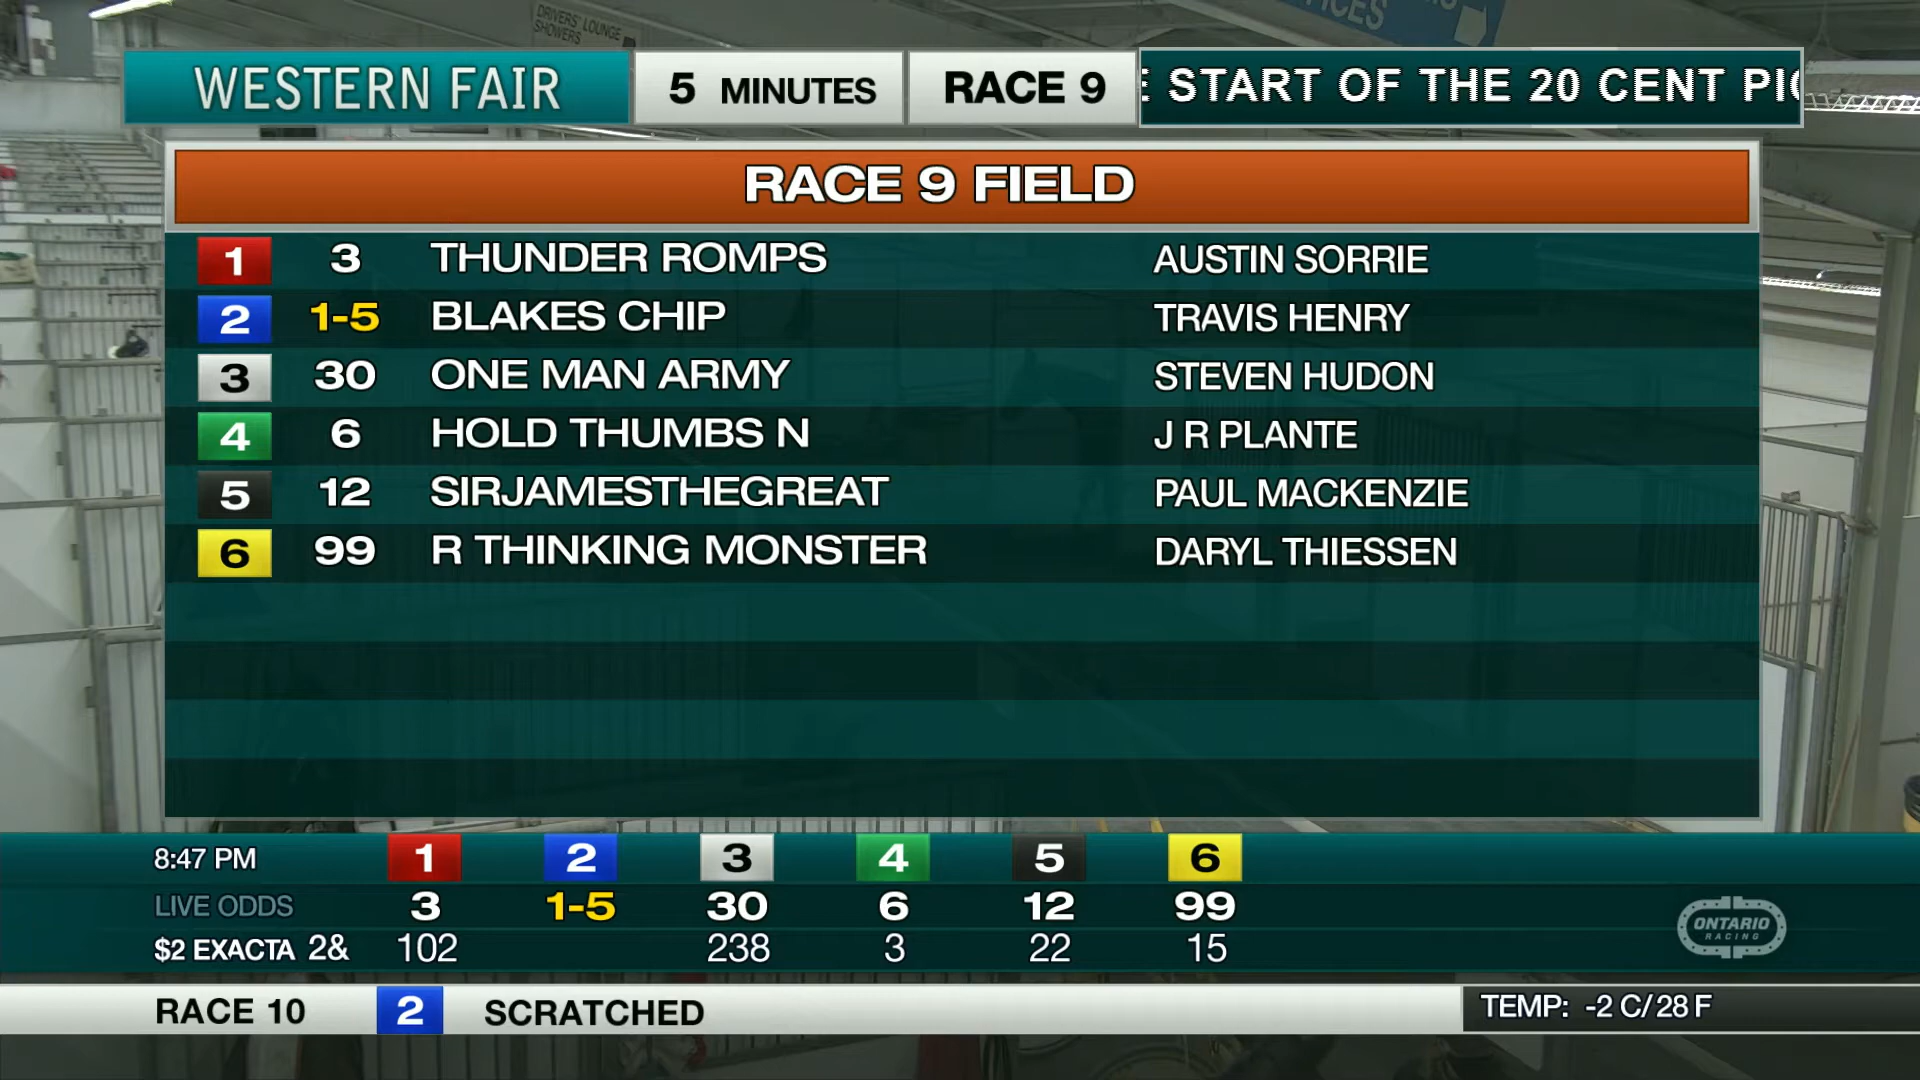 DRIVERS' LOUNGE
SHOWERS
WESTERN FAIR
5 MINUTES
RACE 9
START OF THE 20 CENT
RACE 9 FIELD
1 3 THUNDER ROMPS AUSTIN SORRIE
2 1-5 BLAKES CHIP TRAVIS HENRY
3 30 ONE MAN ARMY STEVEN HUDON
4 6 HOLD THUMBS N J R PLANTE
5 12 SIRJAMESTHEGREAT PAUL MACKENZIE
6 99 R THINKING MONSTER DARYL THIESSEN
8:47 PM 1 2 3 4 5 6
LIVE ODDS 3 1-5 30 6 12 99
$2 EXACTA 2& 102 238 3 22 15
ONTARIO
RACING
RACE 10 2 SCRATCHED
TEMP: -2 C/28 F